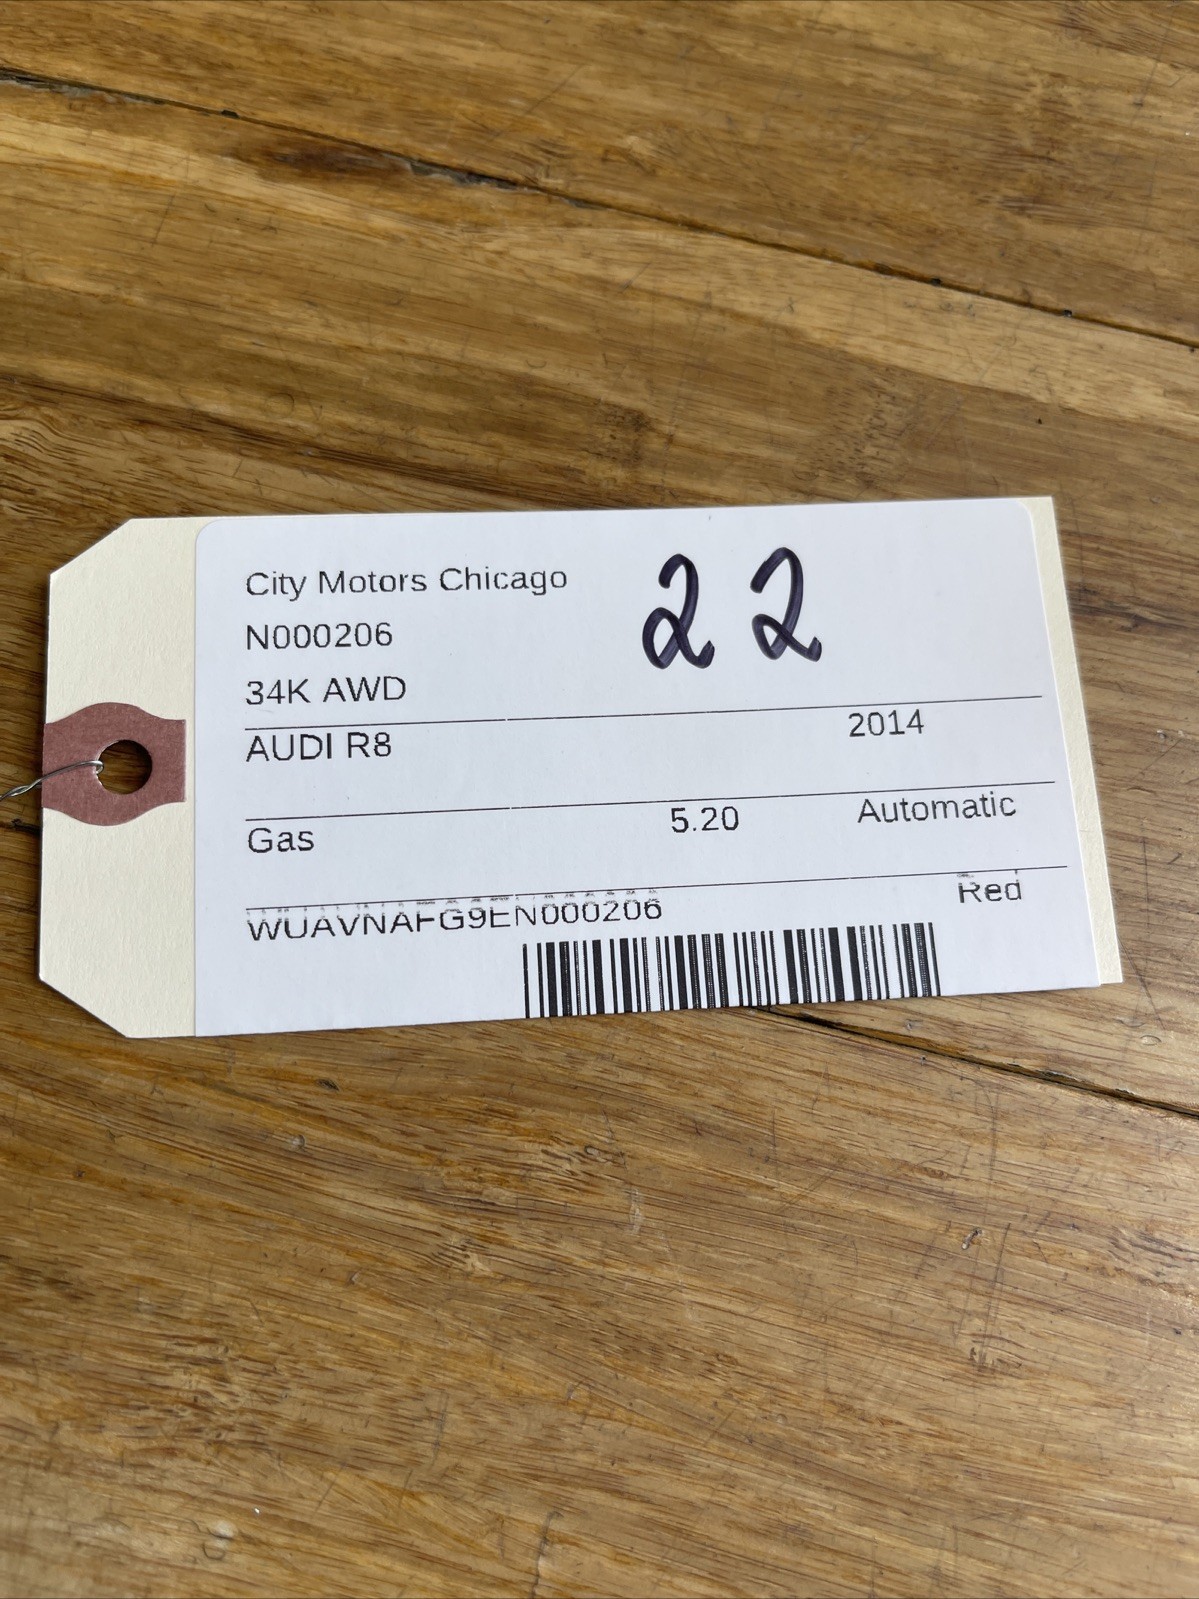 City Motors Chicago
22
N000206
34K AWD
AUDI R8 2014
Gas 5.20 Automatic
WUAVNAFG9EN000206 Red